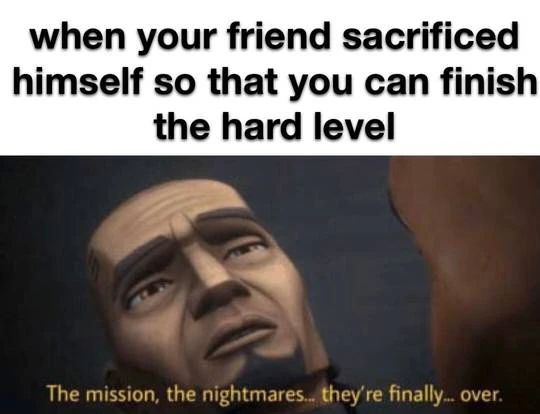 when your friend sacrificed
himself so that you can finish
the hard level
The mission, the nightmares... they're finally... over.